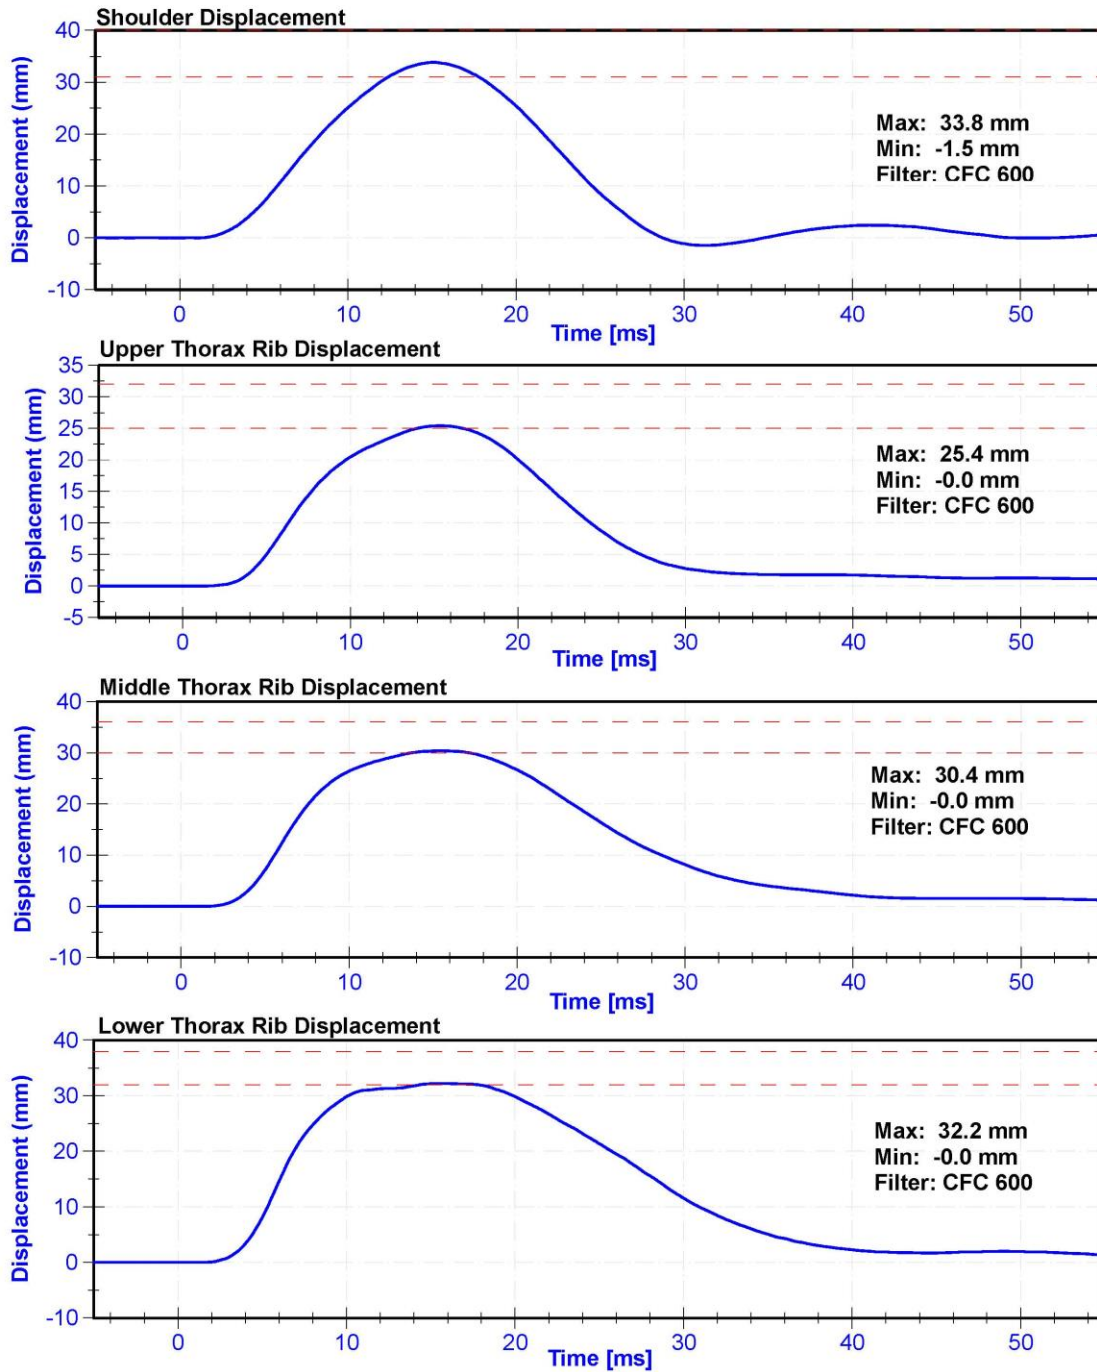 Shoulder Displacement
40
30
20
10
0
-10
Displacement (mm)
Max: 33.8 mm
Min: -1.5 mm
Filter: CFC 600
0 10 20 30 40 50
Time [ms]
Upper Thorax Rib Displacement
35
30
25
20
15
10
5
0
-5
Displacement (mm)
Max: 25.4 mm
Min: -0.0 mm
Filter: CFC 600
0 10 20 30 40 50
Time [ms]
Middle Thorax Rib Displacement
40
30
20
10
0
-10
Displacement (mm)
Max: 30.4 mm
Min: -0.0 mm
Filter: CFC 600
0 10 20 30 40 50
Time [ms]
Lower Thorax Rib Displacement
40
30
20
10
0
-10
Displacement (mm)
Max: 32.2 mm
Min: -0.0 mm
Filter: CFC 600
0 10 20 30 40 50
Time [ms]